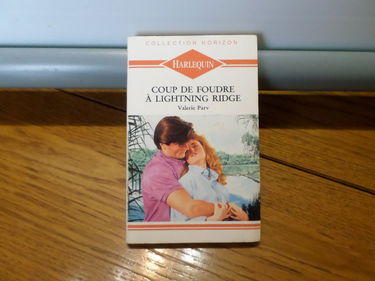 COLLECTION HORIZON
HARLEQUIN
COUP DE FOUDRE
À LIGHTNING RIDGE
Valerie Parv